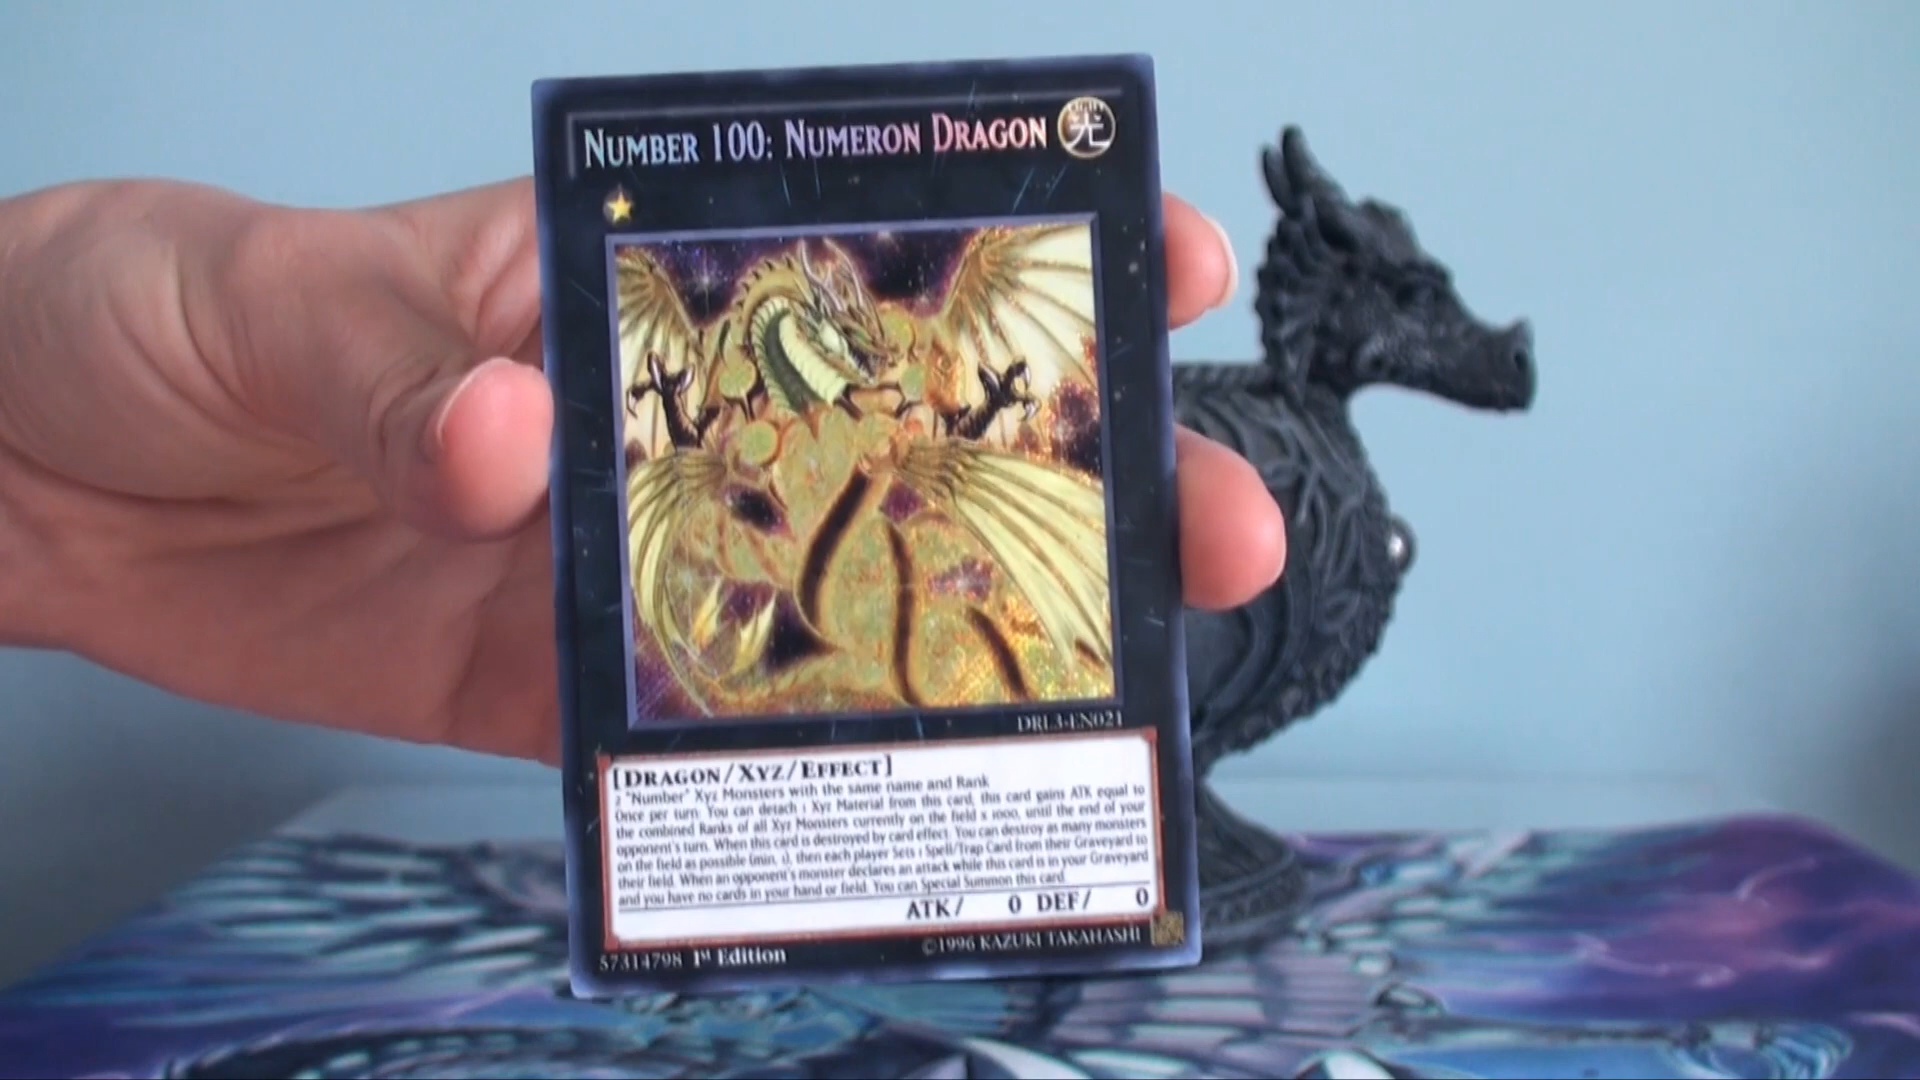 NUMBER 100: NUMERON DRAGON 光
DRL3-EN021
[DRAGON/XYZ/EFFECT]
2 "Number" Xyz Monsters with the same name and Rank
Once per turn: You can detach 1 Xyz Material from this card; this card gains ATK equal to
the combined Ranks of all Xyz Monsters currently on the field x 1000, until the end of your
opponent's turn. When this card is destroyed by card effect: You can destroy as many monsters
on the field as possible (min. 1), then each player Sets 1 Spell/Trap Card from their Graveyard to
their field. When an opponent's monster declares an attack while this card is in your Graveyard
and you have no cards in your hand or field: You can Special Summon this card.
ATK/ 0 DEF/ 0
57314798 1st Edition ©1996 KAZUKI TAKAHASHI